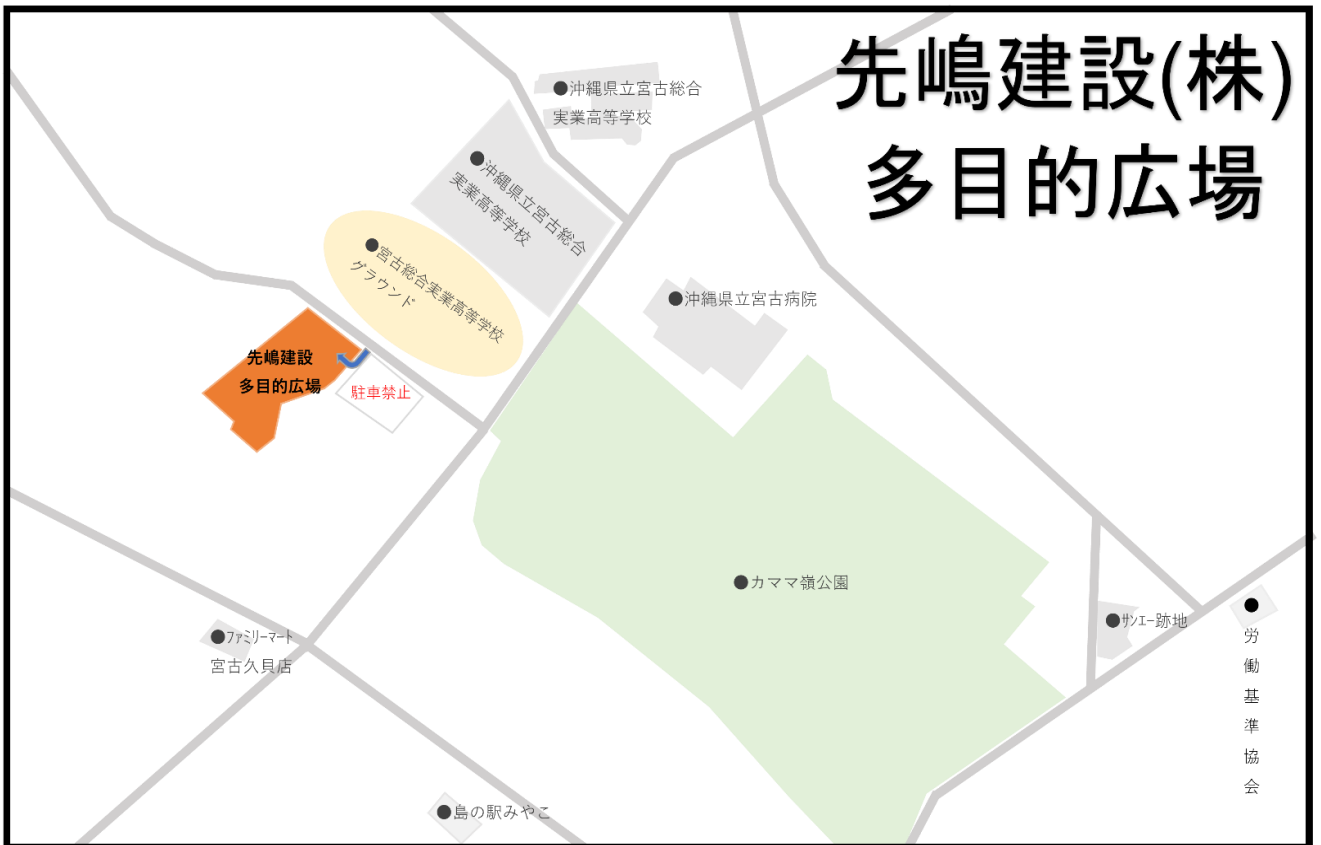 先嶋建設(株)
多目的広場
●沖縄県立宮古総合
実業高等学校
●沖縄県立宮古総合
実業高等学校
●宮古総合実業高等学校
グラウンド
●沖縄県立宮古病院
先嶋建設
多目的広場
駐車禁止
●カママ嶺公園
●サンエー跡地
●
労
働
基
準
協
会
●ファミリーマート
宮古久貝店
●島の駅みやこ